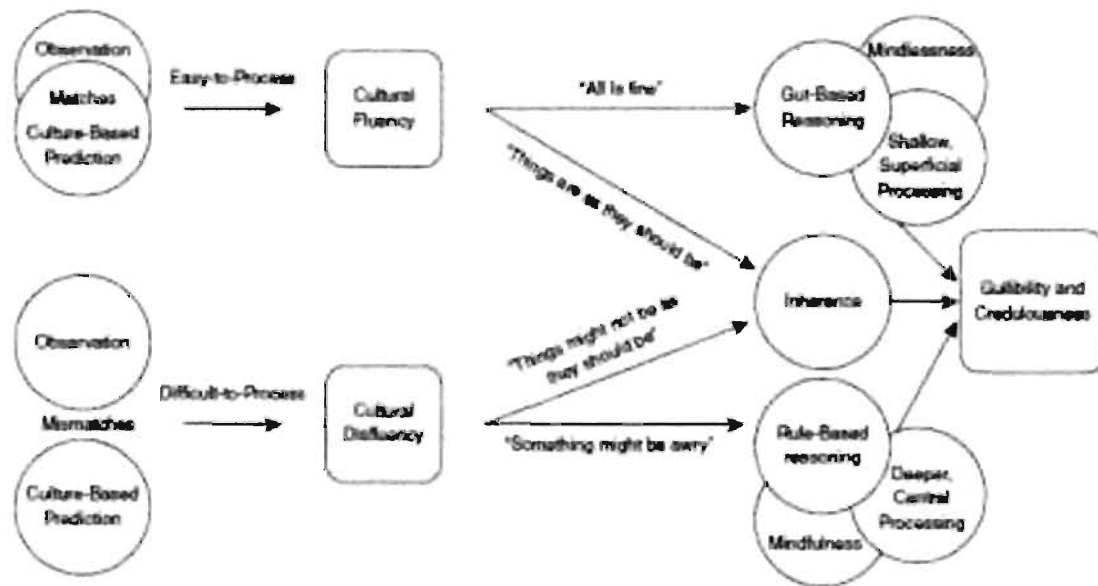 Observation
Matches
Culture-Based
Prediction
Easy-to-Process
Cultural
Fluency
"All is fine"
"Things are as they should be"
Gut-Based
Reasoning
Mindlessness
Shallow,
Superficial
Processing
Inherence
Gullibility and
Credulousness
Observation
Mismatches
Culture-Based
Prediction
Difficult-to-Process
Cultural
Disfluency
"Things might not be as
they should be"
"Something might be awry"
Rule-Based
reasoning
Deeper,
Central
Processing
Mindfulness